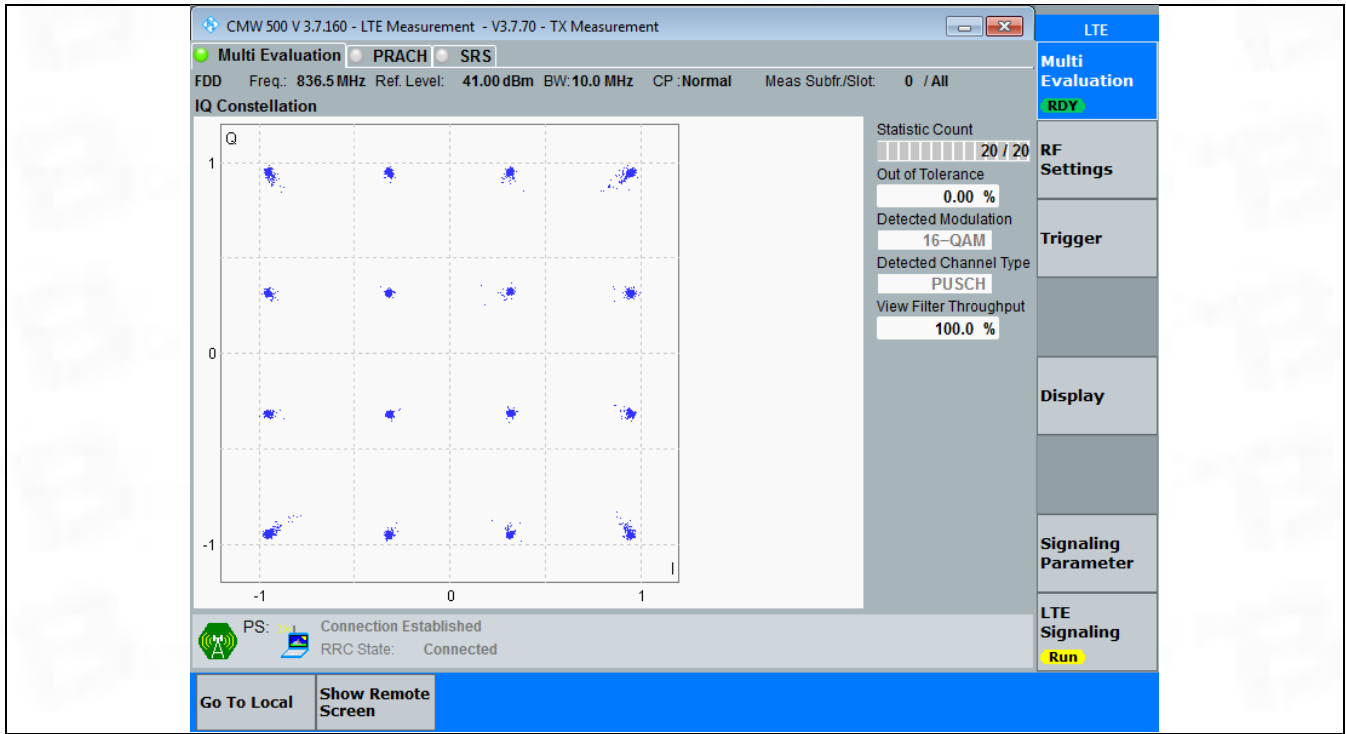 CMW 500 V 3.7.160 - LTE Measurement - V3.7.70 - TX Measurement
LTE
Multi Evaluation PRACH SRS
FDD Freq.: 836.5 MHz Ref. Level: 41.00 dBm BW: 10.0 MHz CP : Normal Meas Subfr./Slot: 0 / All
IQ Constellation
Q
1
0
-1
-1 0 1
I
Statistic Count
20 / 20
Out of Tolerance
0.00 %
Detected Modulation
16-QAM
Detected Channel Type
PUSCH
View Filter Throughput
100.0 %
Multi
Evaluation
RDY
RF
Settings
Trigger
Display
Signaling
Parameter
LTE
Signaling
Run
PS: Connection Established
RRC State: Connected
Go To Local
Show Remote
Screen